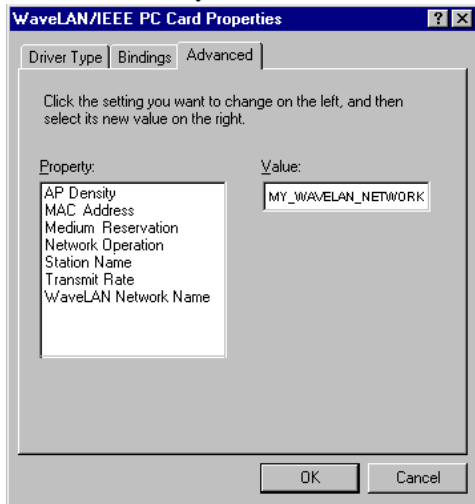 WaveLAN/IEEE PC Card Properties
? X
Driver Type Bindings Advanced
Click the setting you want to change on the left, and then
select its new value on the right.
Property: Value:
AP Density MY_WAVELAN_NETWORK
MAC Address
Medium Reservation
Network Operation
Station Name
Transmit Rate
WaveLAN Network Name
OK Cancel